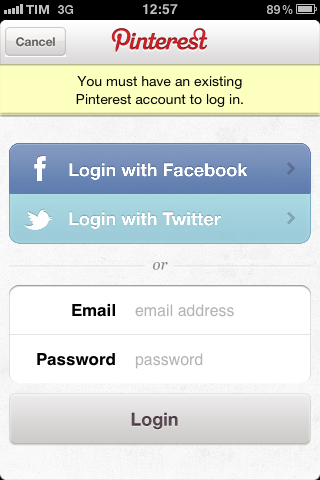 TIM 3G 12:57 89%
Cancel Pinterest
You must have an existing
Pinterest account to log in.
f Login with Facebook
Login with Twitter
or
Email email address
Password password
Login